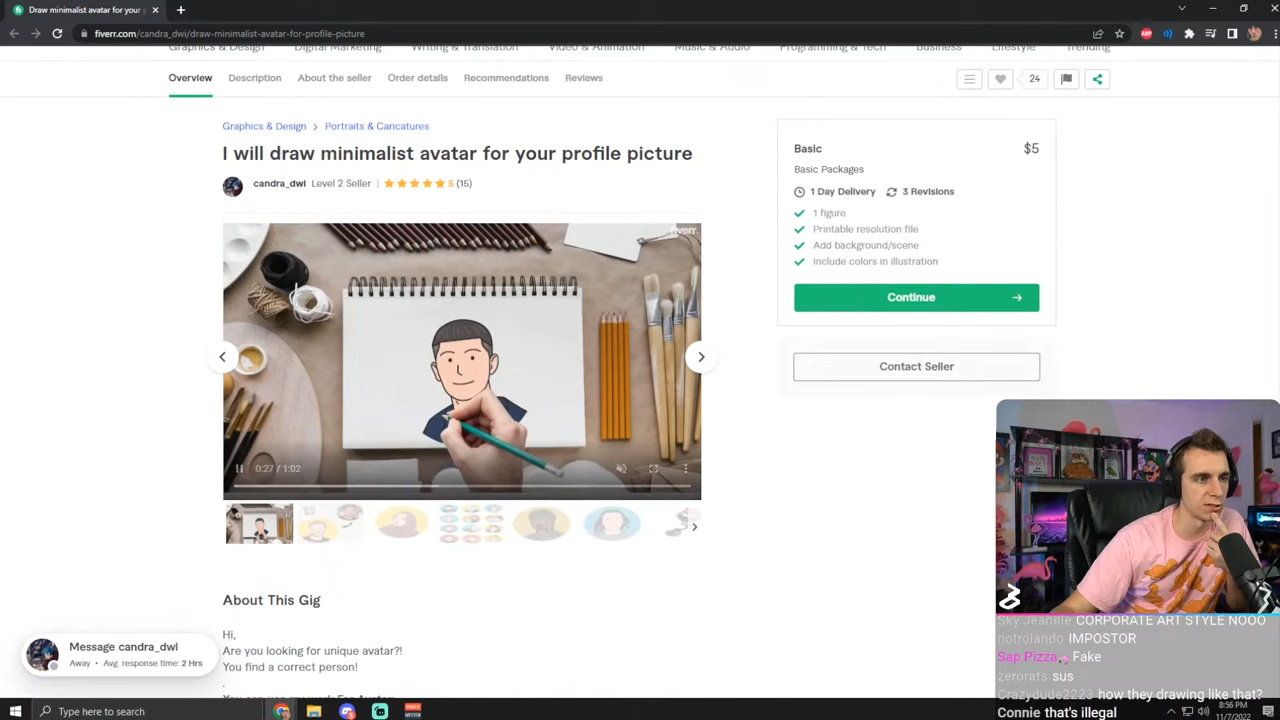 Draw minimalist avatar for your p
fiverr.com/candra_dwi/draw-minimalist-avatar-for-profile-picture
Graphics & Design Digital Marketing Writing & Translation Video & Animation Music & Audio Programming & Tech Business Lifestyle Trending
Overview Description About the seller Order details Recommendations Reviews
24
Graphics & Design > Portraits & Caricatures
I will draw minimalist avatar for your profile picture
candra_dwi Level 2 Seller | 5 (15)
fiverr.
0:27 / 1:02
Basic $5
Basic Packages
1 Day Delivery 3 Revisions
1 figure
Printable resolution file
Add background/scene
Include colors in illustration
Continue
Contact Seller
About This Gig
Hi,
Are you looking for unique avatar?!
You find a correct person!
.
Message candra_dwi
Away • Avg. response time: 2 Hrs
Sky Jeannie CORPORATE ART STYLE NOOO
notrolando IMPOSTOR
Sap Pizza Fake
zerorats sus
Crazydude2223 how they drawing like that?
Connie that's illegal
Type here to search
8:56 PM
11/7/2022